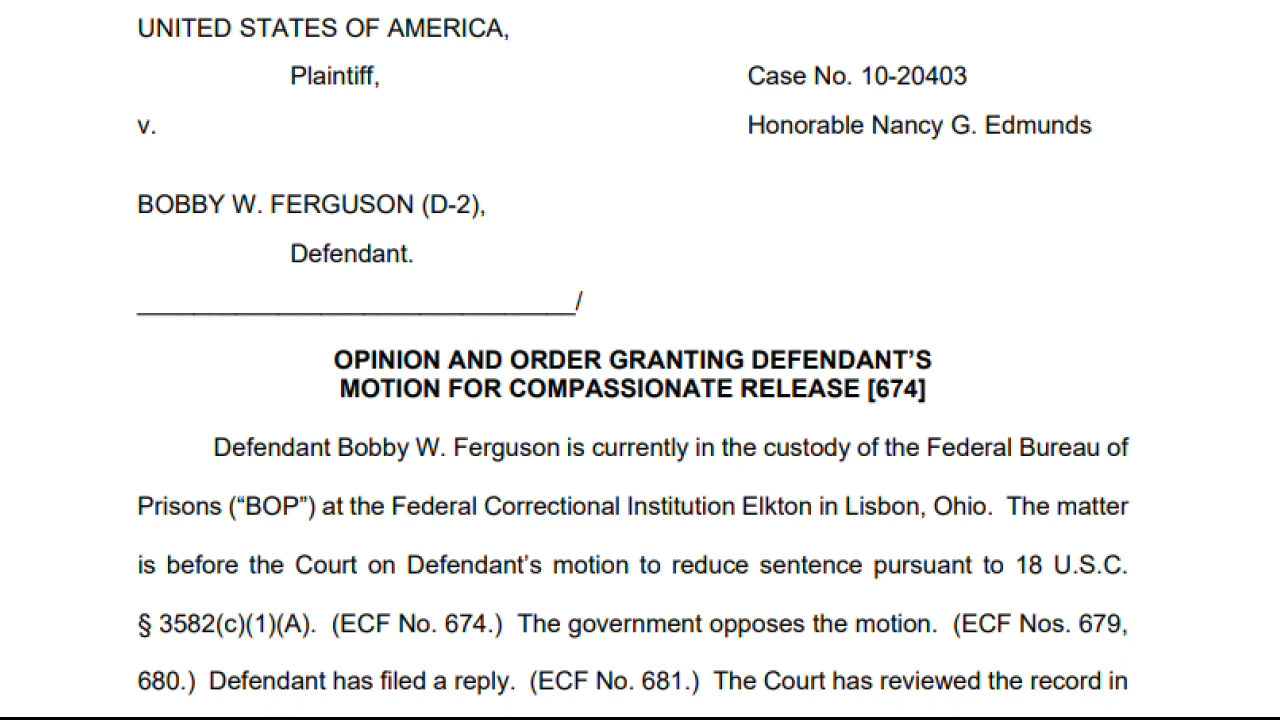 UNITED STATES OF AMERICA,
Plaintiff,
Case No. 10-20403
v.
Honorable Nancy G. Edmunds
BOBBY W. FERGUSON (D-2),
Defendant.
________________________________/
OPINION AND ORDER GRANTING DEFENDANT’S
MOTION FOR COMPASSIONATE RELEASE [674]
Defendant Bobby W. Ferguson is currently in the custody of the Federal Bureau of
Prisons (“BOP”) at the Federal Correctional Institution Elkton in Lisbon, Ohio. The matter
is before the Court on Defendant’s motion to reduce sentence pursuant to 18 U.S.C.
§ 3582(c)(1)(A). (ECF No. 674.) The government opposes the motion. (ECF Nos. 679,
680.) Defendant has filed a reply. (ECF No. 681.) The Court has reviewed the record in